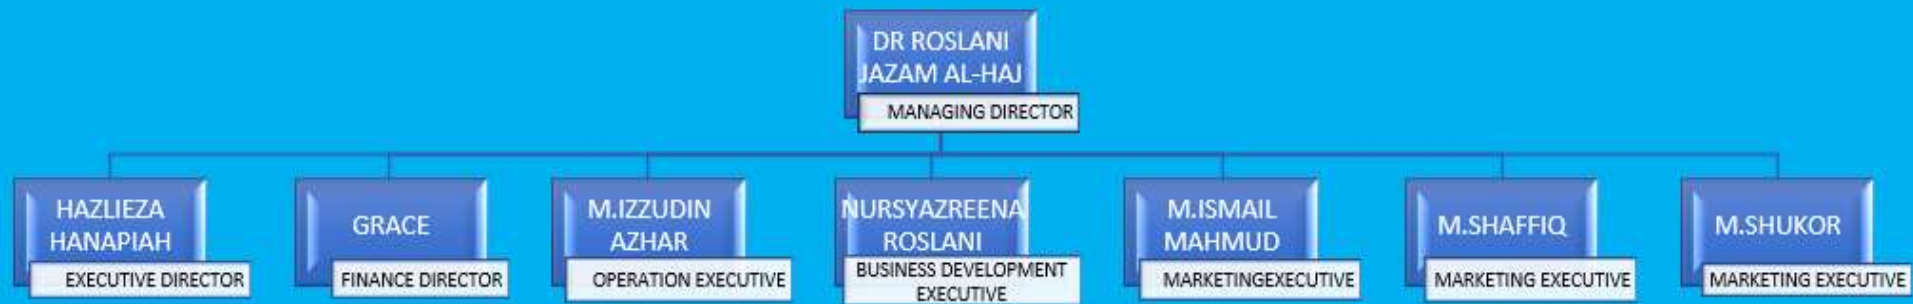 DR ROSLANI
JAZAM AL-HAJ
MANAGING DIRECTOR
HAZLIEZA
HANAPIAH
EXECUTIVE DIRECTOR
GRACE
FINANCE DIRECTOR
M.IZZUDIN
AZHAR
OPERATION EXECUTIVE
NURSYAZREENA
ROSLANI
BUSINESS DEVELOPMENT
EXECUTIVE
M.ISMAIL
MAHMUD
MARKETINGEXECUTIVE
M.SHAFFIQ
MARKETING EXECUTIVE
M.SHUKOR
MARKETING EXECUTIVE